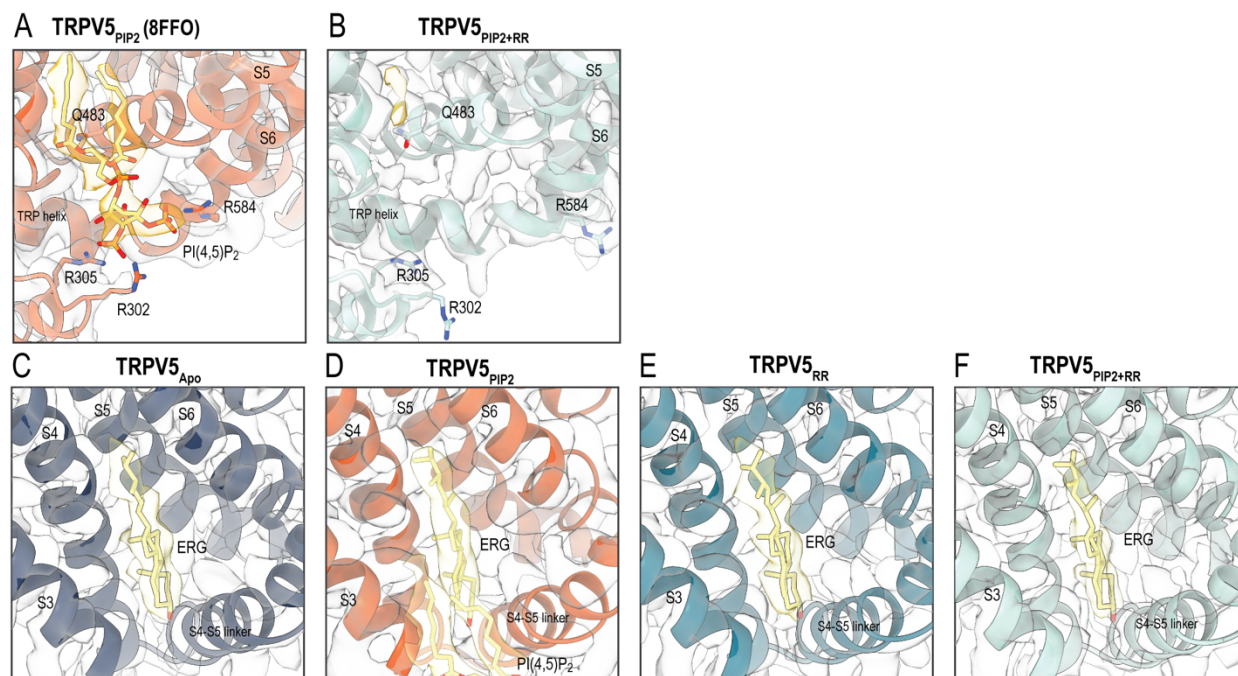 A TRPV5PIP2 (8FFO)
Q483
S5
S6
TRP helix
R584
PI(4,5)P2
R305
R302
B TRPV5PIP2+RR
Q483
S5
S6
TRP helix
R584
R305
R302
C TRPV5Apo
S5
S6
S4
ERG
S3
S4-S5 linker
D TRPV5PIP2
S5
S6
S4
ERG
S3
S4-S5 linker
PI(4,5)P2
E TRPV5RR
S5
S6
S4
ERG
S3
S4-S5 linker
F TRPV5PIP2+RR
S5
S6
S4
ERG
S3
S4-S5 linker